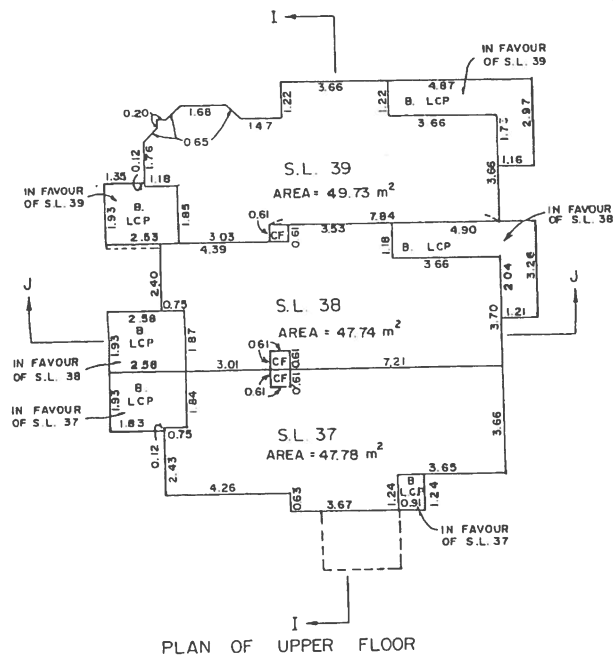 I
3.66
4.87
IN FAVOUR
OF S.L. 39
1.22
1.22
B. LCP
2.97
0.20
1.68
1.47
3.66
0.65
0.12
1.76
3.66
1.16
1.35
1.18
S.L. 39
AREA = 49.73 m²
IN FAVOUR
OF S.L. 39
1.93
B.
LCP
1.85
2.53
3.03
4.39
0.61
CF
0.61
3.53
7.84
4.90
IN FAVOUR
OF S.L. 38
1.18
B. LCP
3.66
2.04
3.26
J
2.40
0.75
S.L. 38
AREA = 47.74 m²
3.70
1.21
J
2.58
1.93
B
LCP
1.87
IN FAVOUR
OF S.L. 38
2.58
3.01
0.61
CF
0.61
7.21
CF
0.61
0.61
IN FAVOUR
OF S.L. 37
1.93
B.
LCP
1.84
1.83
0.75
0.12
2.43
S.L. 37
AREA = 47.78 m²
3.66
4.26
0.63
3.67
3.65
1.24
B
LCP
0.91
1.24
IN FAVOUR
OF S.L. 37
I
PLAN OF UPPER FLOOR